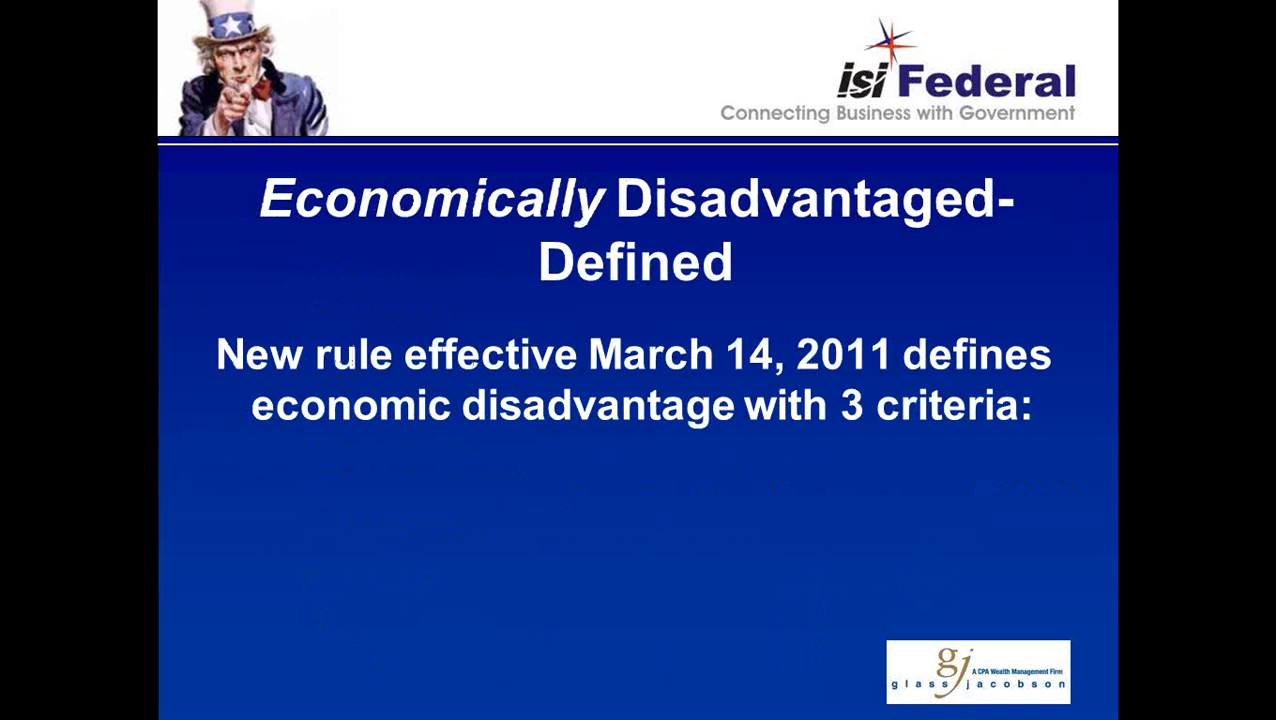 isi Federal
Connecting Business with Government
Economically Disadvantaged-
Defined
New rule effective March 14, 2011 defines
economic disadvantage with 3 criteria:
gj
A CPA Wealth Management Firm
glass jacobson